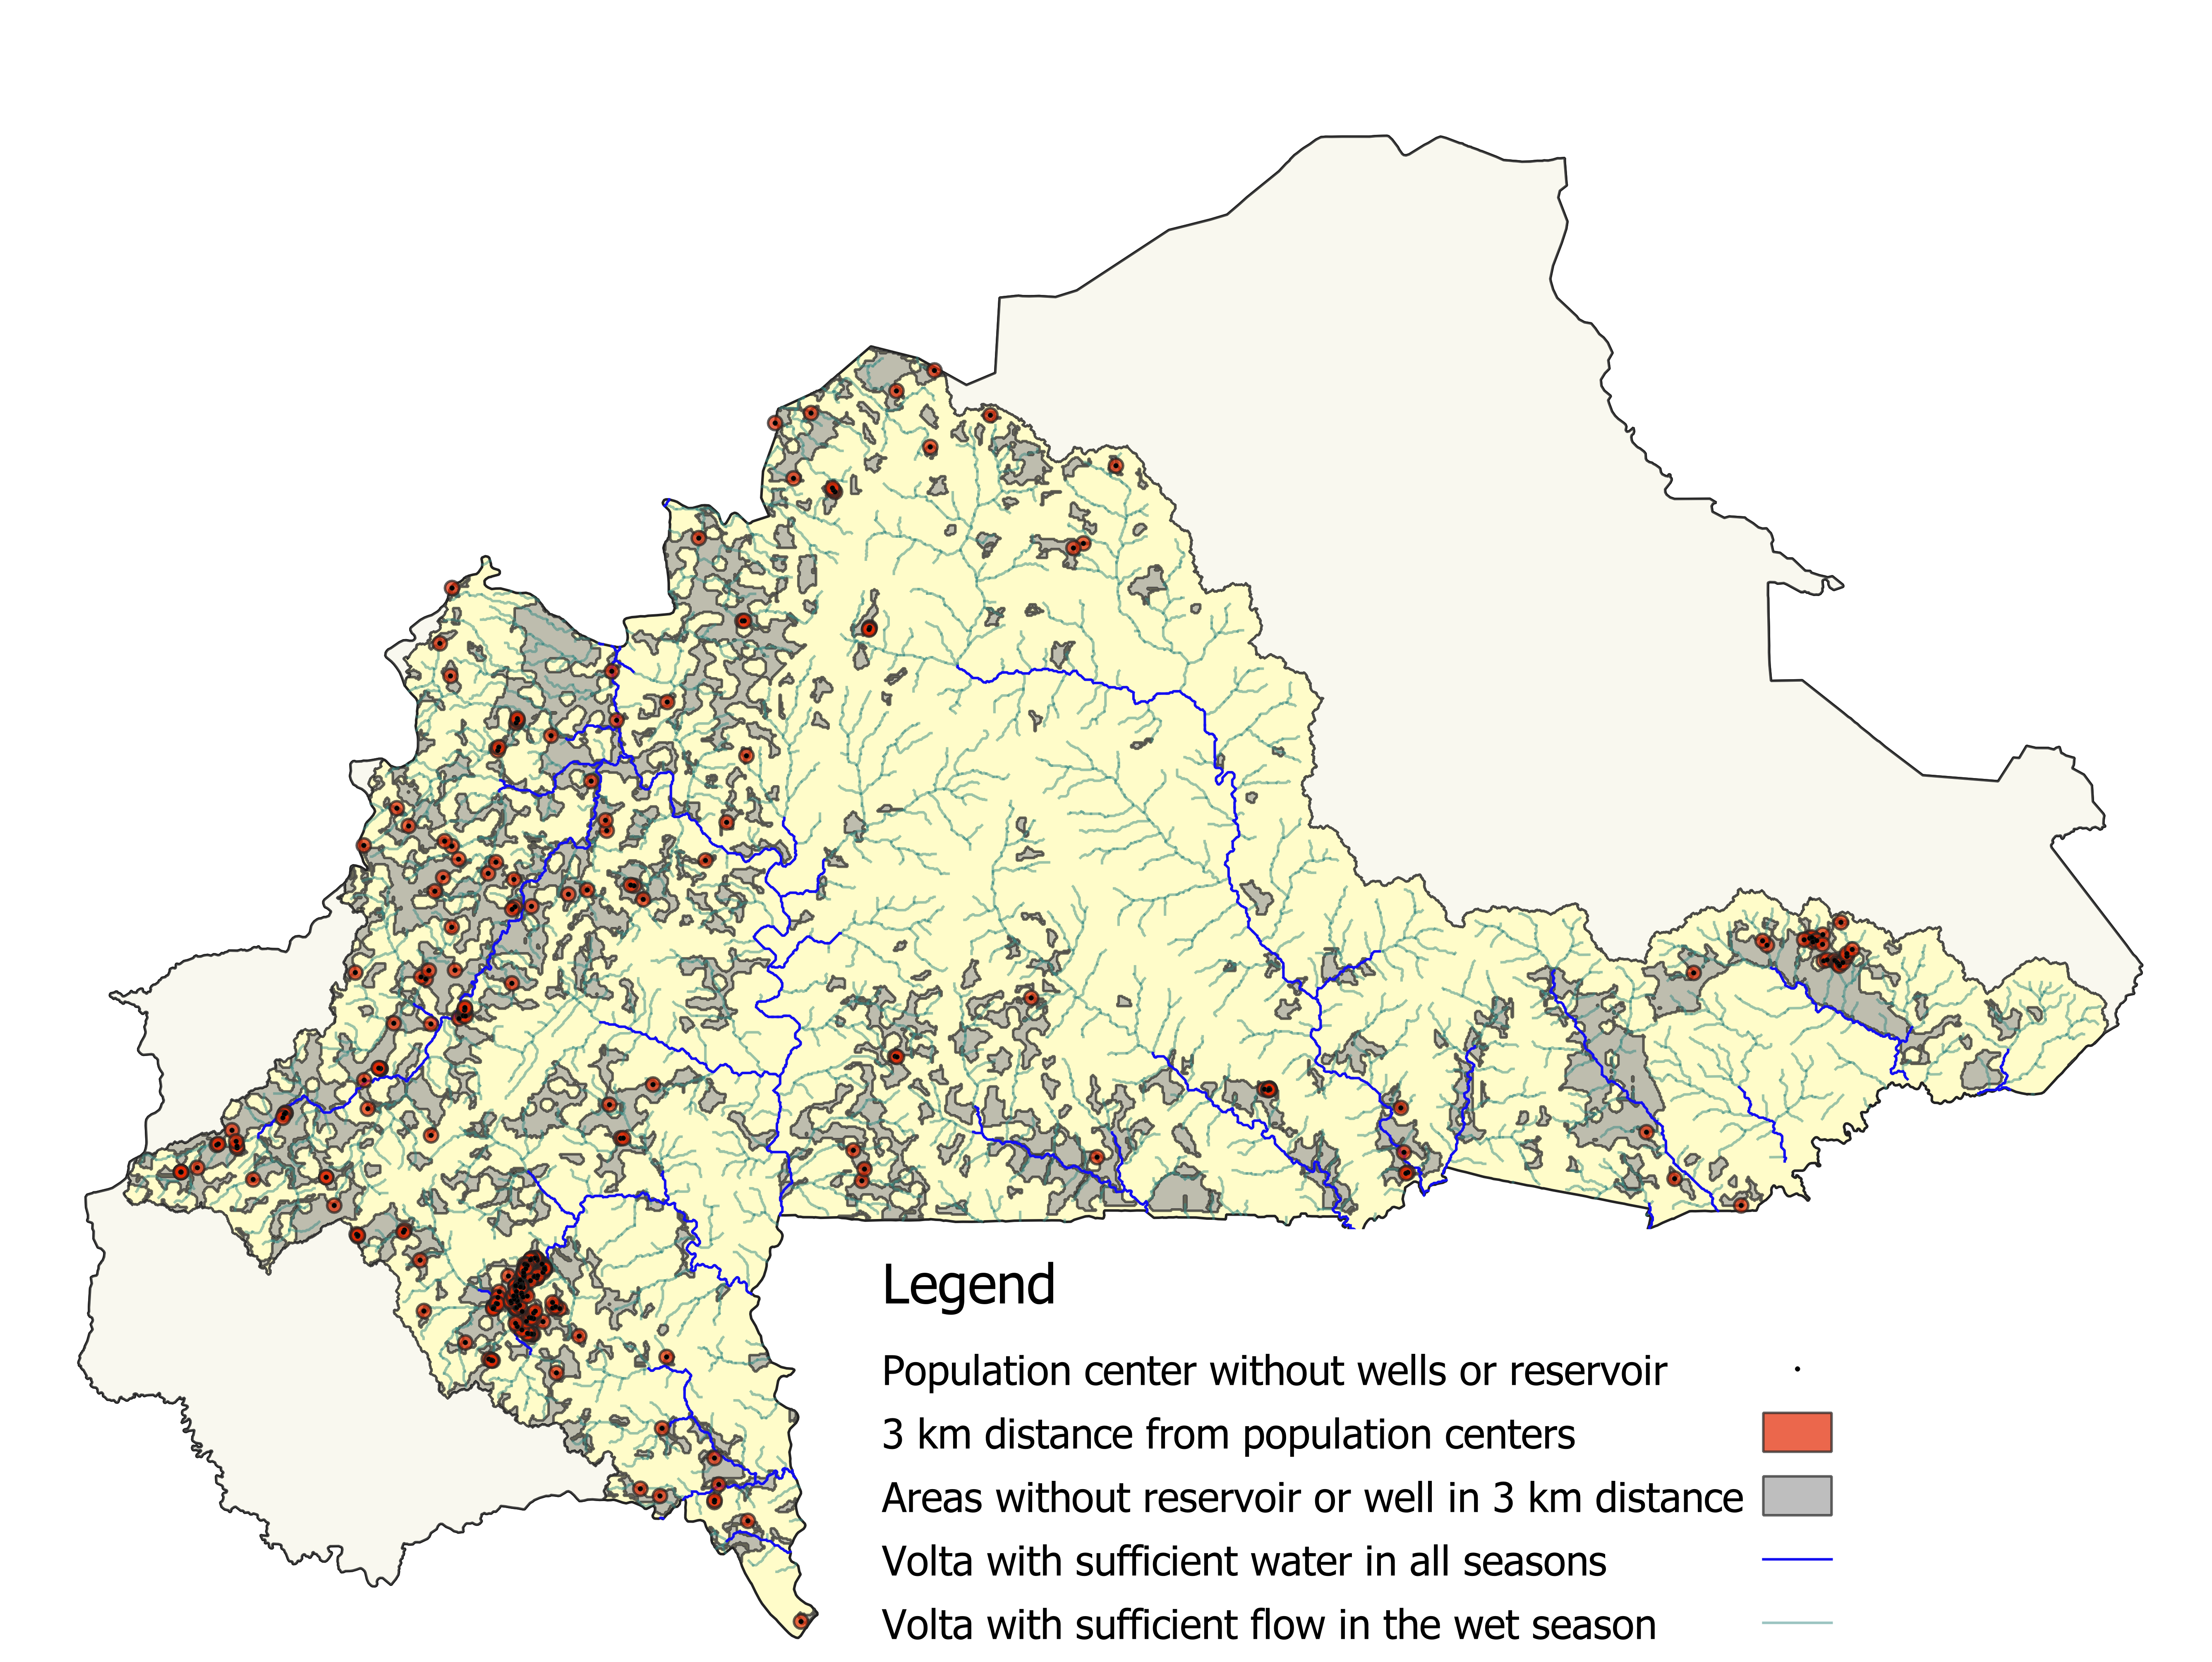 Legend
Population center without wells or reservoir
3 km distance from population centers
Areas without reservoir or well in 3 km distance
Volta with sufficient water in all seasons
Volta with sufficient flow in the wet season